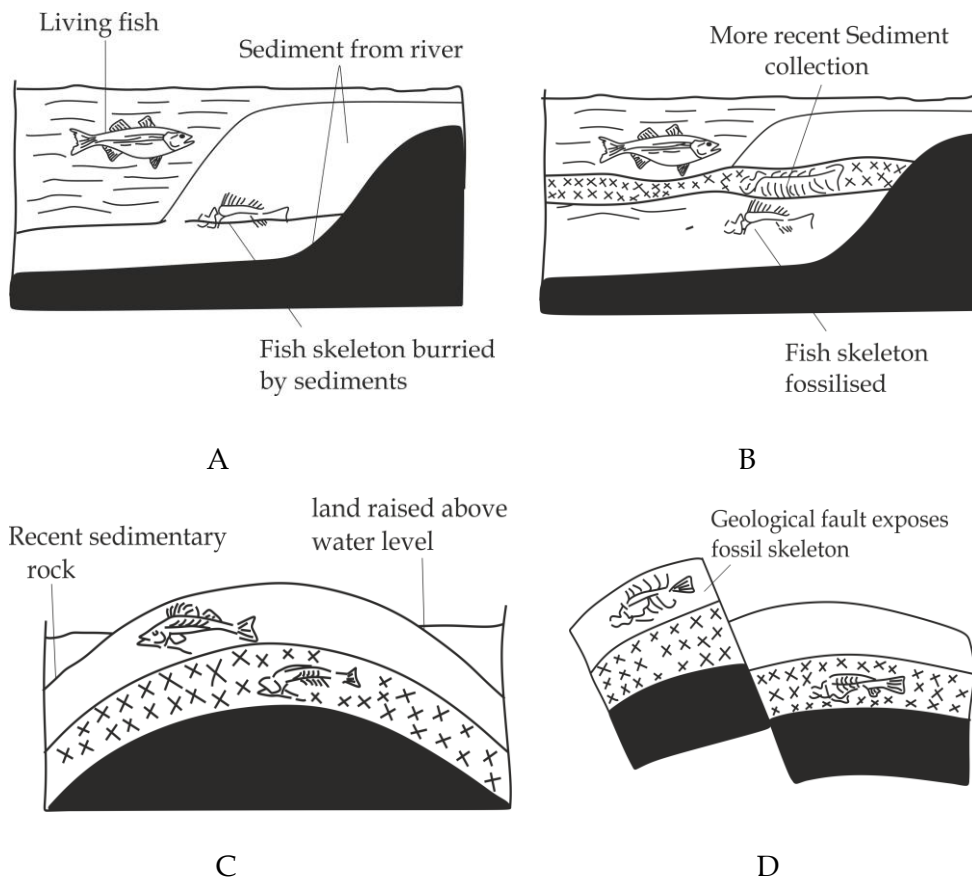 Living fish
Sediment from river
Fish skeleton burried
by sediments
A
More recent Sediment
collection
Fish skeleton
fossilised
B
Recent sedimentary
rock
land raised above
water level
C
Geological fault exposes
fossil skeleton
D